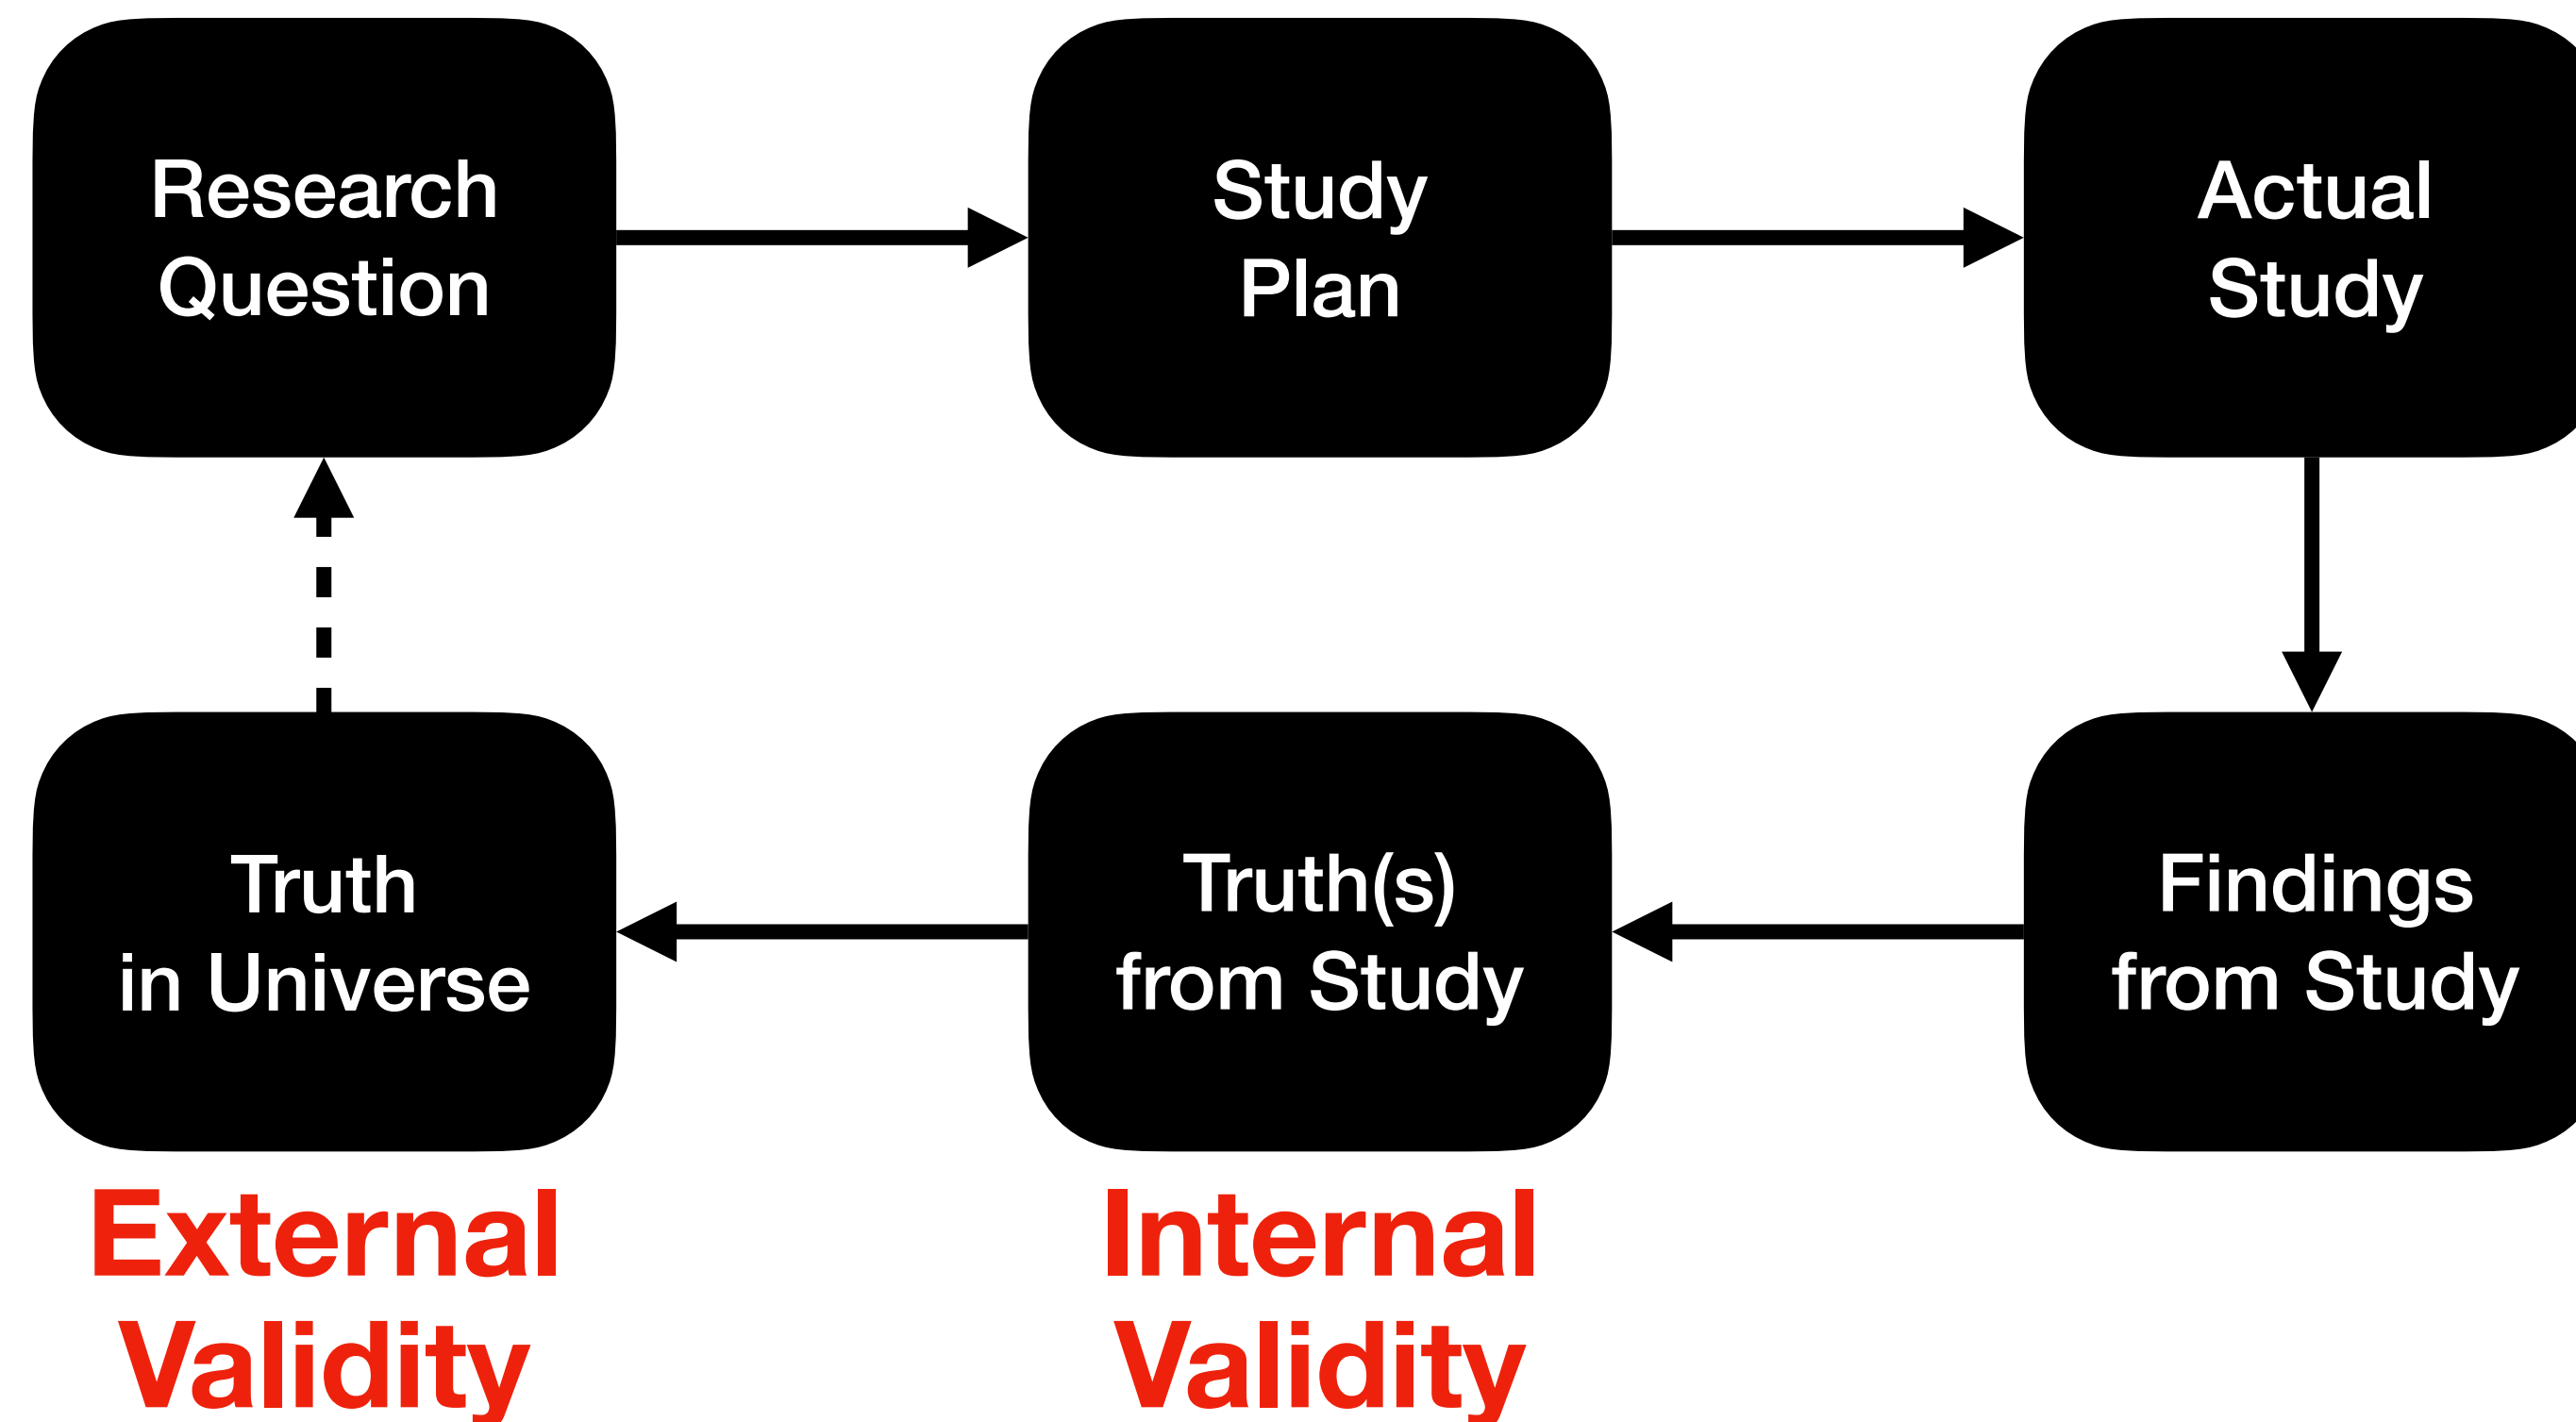 Research
Question
Study
Plan
Actual
Study
Truth
in Universe
Truth(s)
from Study
Findings
from Study
External
Validity
Internal
Validity